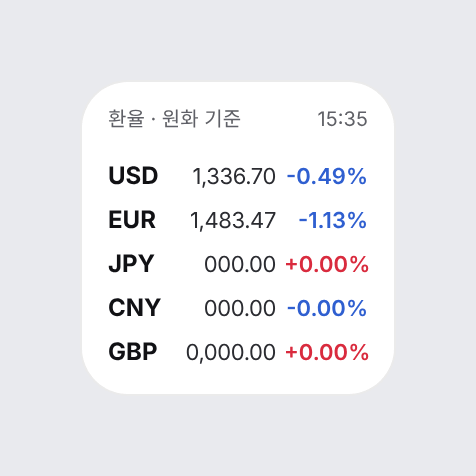 환율 · 원화 기준 15:35
USD 1,336.70 -0.49%
EUR 1,483.47 -1.13%
JPY 000.00 +0.00%
CNY 000.00 -0.00%
GBP 0,000.00 +0.00%